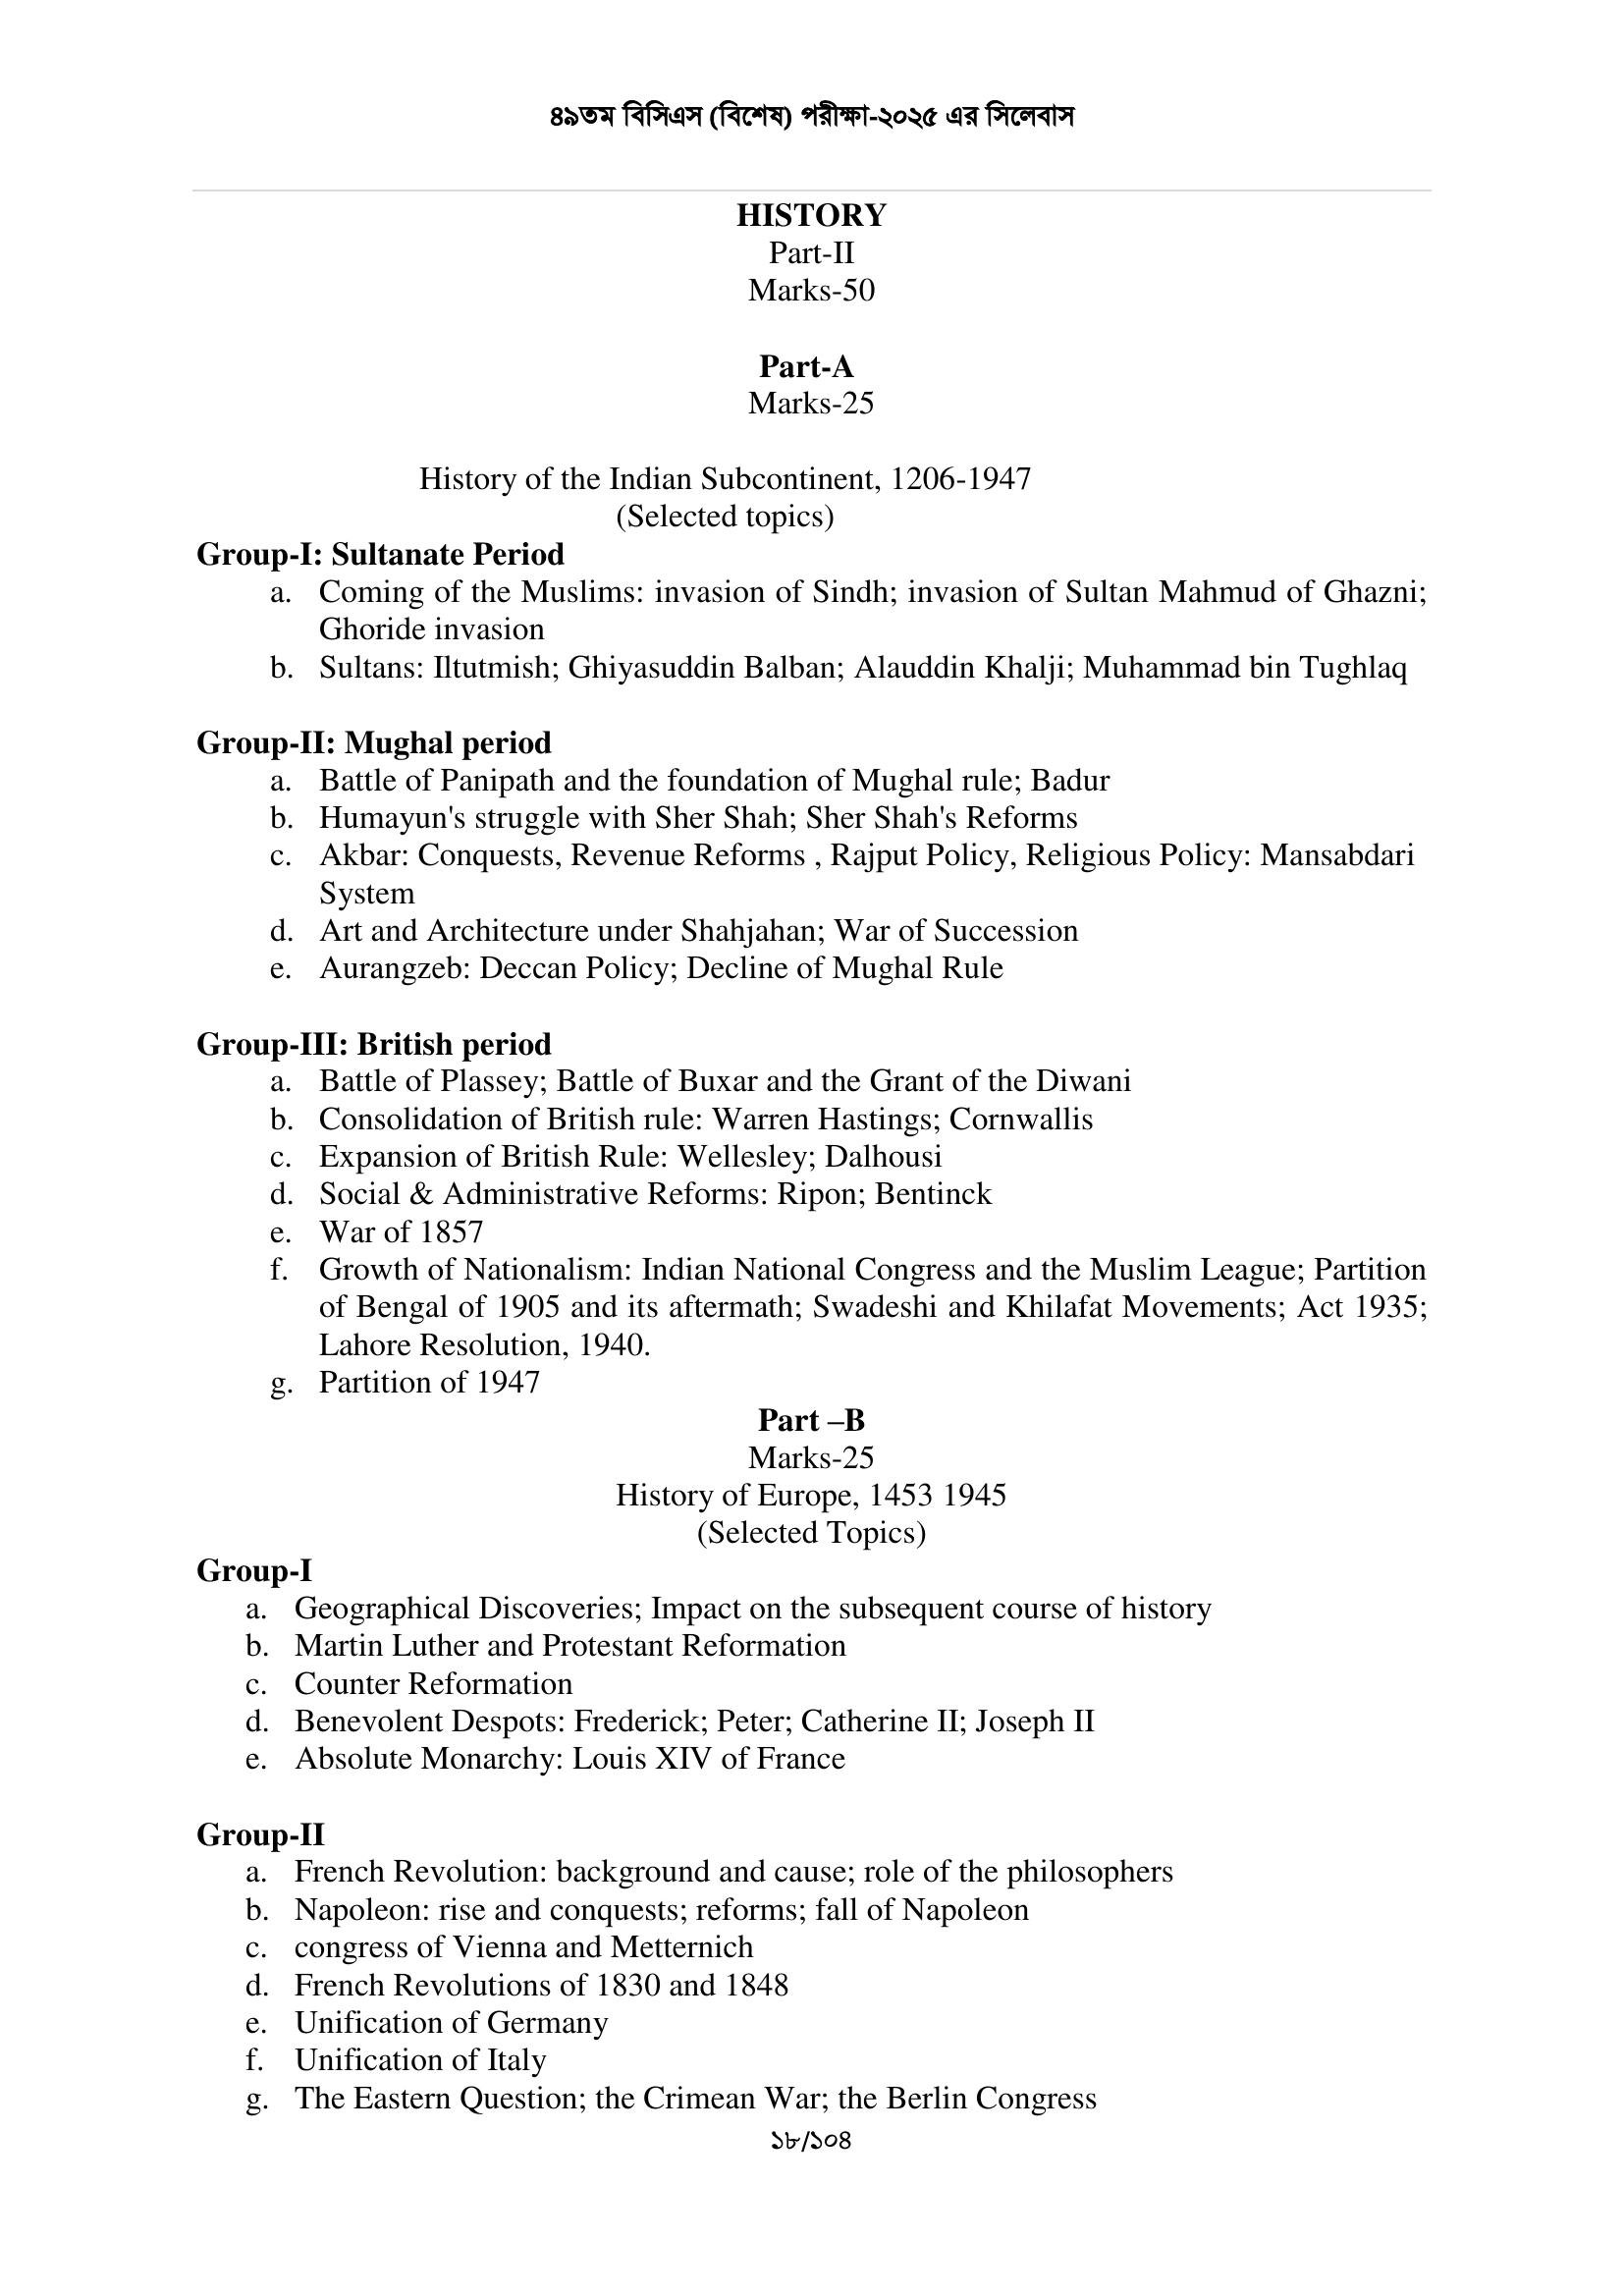 ৪৯তম বিসিএস (বিশেষ) পরীক্ষা-২০২৫ এর সিলেবাস
HISTORY
Part-II
Marks-50
Part-A
Marks-25
History of the Indian Subcontinent, 1206-1947
(Selected topics)
Group-I: Sultanate Period
a. Coming of the Muslims: invasion of Sindh; invasion of Sultan Mahmud of Ghazni;
Ghoride invasion
b. Sultans: Iltutmish; Ghiyasuddin Balban; Alauddin Khalji; Muhammad bin Tughlaq
Group-II: Mughal period
a. Battle of Panipath and the foundation of Mughal rule; Badur
b. Humayun's struggle with Sher Shah; Sher Shah's Reforms
c. Akbar: Conquests, Revenue Reforms , Rajput Policy, Religious Policy: Mansabdari
System
d. Art and Architecture under Shahjahan; War of Succession
e. Aurangzeb: Deccan Policy; Decline of Mughal Rule
Group-III: British period
a. Battle of Plassey; Battle of Buxar and the Grant of the Diwani
b. Consolidation of British rule: Warren Hastings; Cornwallis
c. Expansion of British Rule: Wellesley; Dalhousi
d. Social & Administrative Reforms: Ripon; Bentinck
e. War of 1857
f. Growth of Nationalism: Indian National Congress and the Muslim League; Partition
of Bengal of 1905 and its aftermath; Swadeshi and Khilafat Movements; Act 1935;
Lahore Resolution, 1940.
g. Partition of 1947
Part –B
Marks-25
History of Europe, 1453 1945
(Selected Topics)
Group-I
a. Geographical Discoveries; Impact on the subsequent course of history
b. Martin Luther and Protestant Reformation
c. Counter Reformation
d. Benevolent Despots: Frederick; Peter; Catherine II; Joseph II
e. Absolute Monarchy: Louis XIV of France
Group-II
a. French Revolution: background and cause; role of the philosophers
b. Napoleon: rise and conquests; reforms; fall of Napoleon
c. congress of Vienna and Metternich
d. French Revolutions of 1830 and 1848
e. Unification of Germany
f. Unification of Italy
g. The Eastern Question; the Crimean War; the Berlin Congress
১৮/১০৪